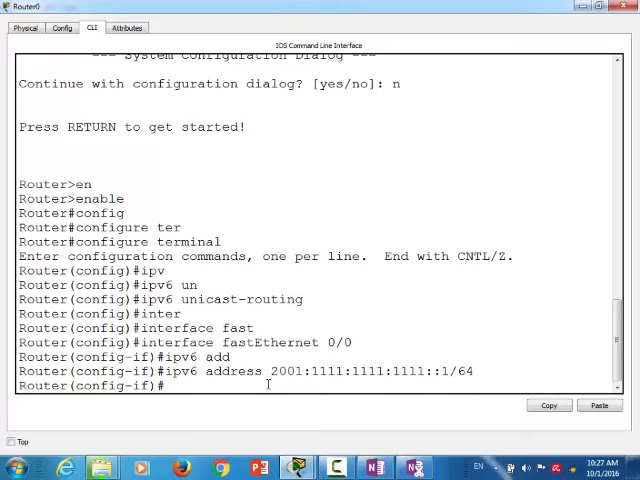 Router0
Physical Config CLI Attributes
IOS Command Line Interface
--- System Configuration Dialog ---
Continue with configuration dialog? [yes/no]: n
Press RETURN to get started!
Router>en
Router>enable
Router#config
Router#configure ter
Router#configure terminal
Enter configuration commands, one per line.  End with CNTL/Z.
Router(config)#ipv
Router(config)#ipv6 un
Router(config)#ipv6 unicast-routing
Router(config)#inter
Router(config)#interface fast
Router(config)#interface fastEthernet 0/0
Router(config-if)#ipv6 add
Router(config-if)#ipv6 address 2001:1111:1111:1111::1/64
Router(config-if)#
Copy Paste
Top
EN
10:27 AM
10/1/2016